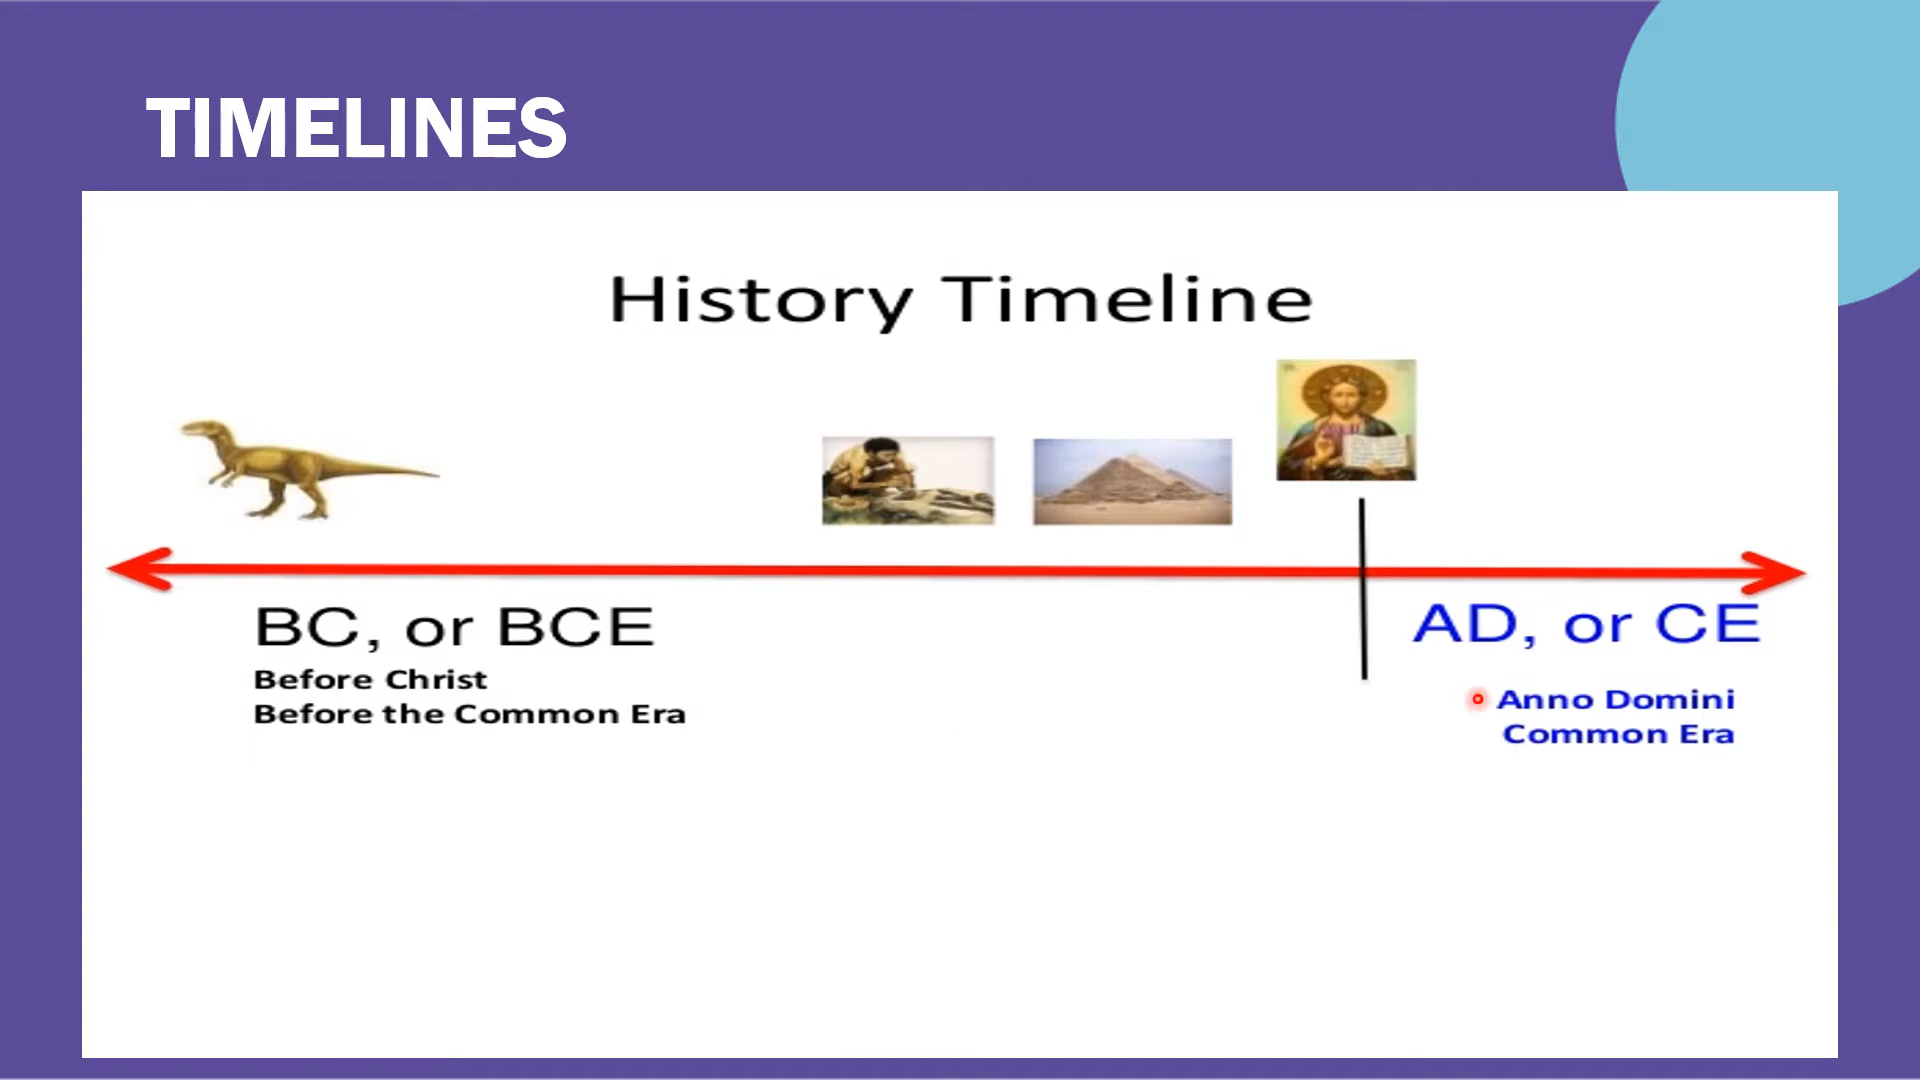 TIMELINES
History Timeline
BC, or BCE
Before Christ
Before the Common Era
AD, or CE
Anno Domini
Common Era